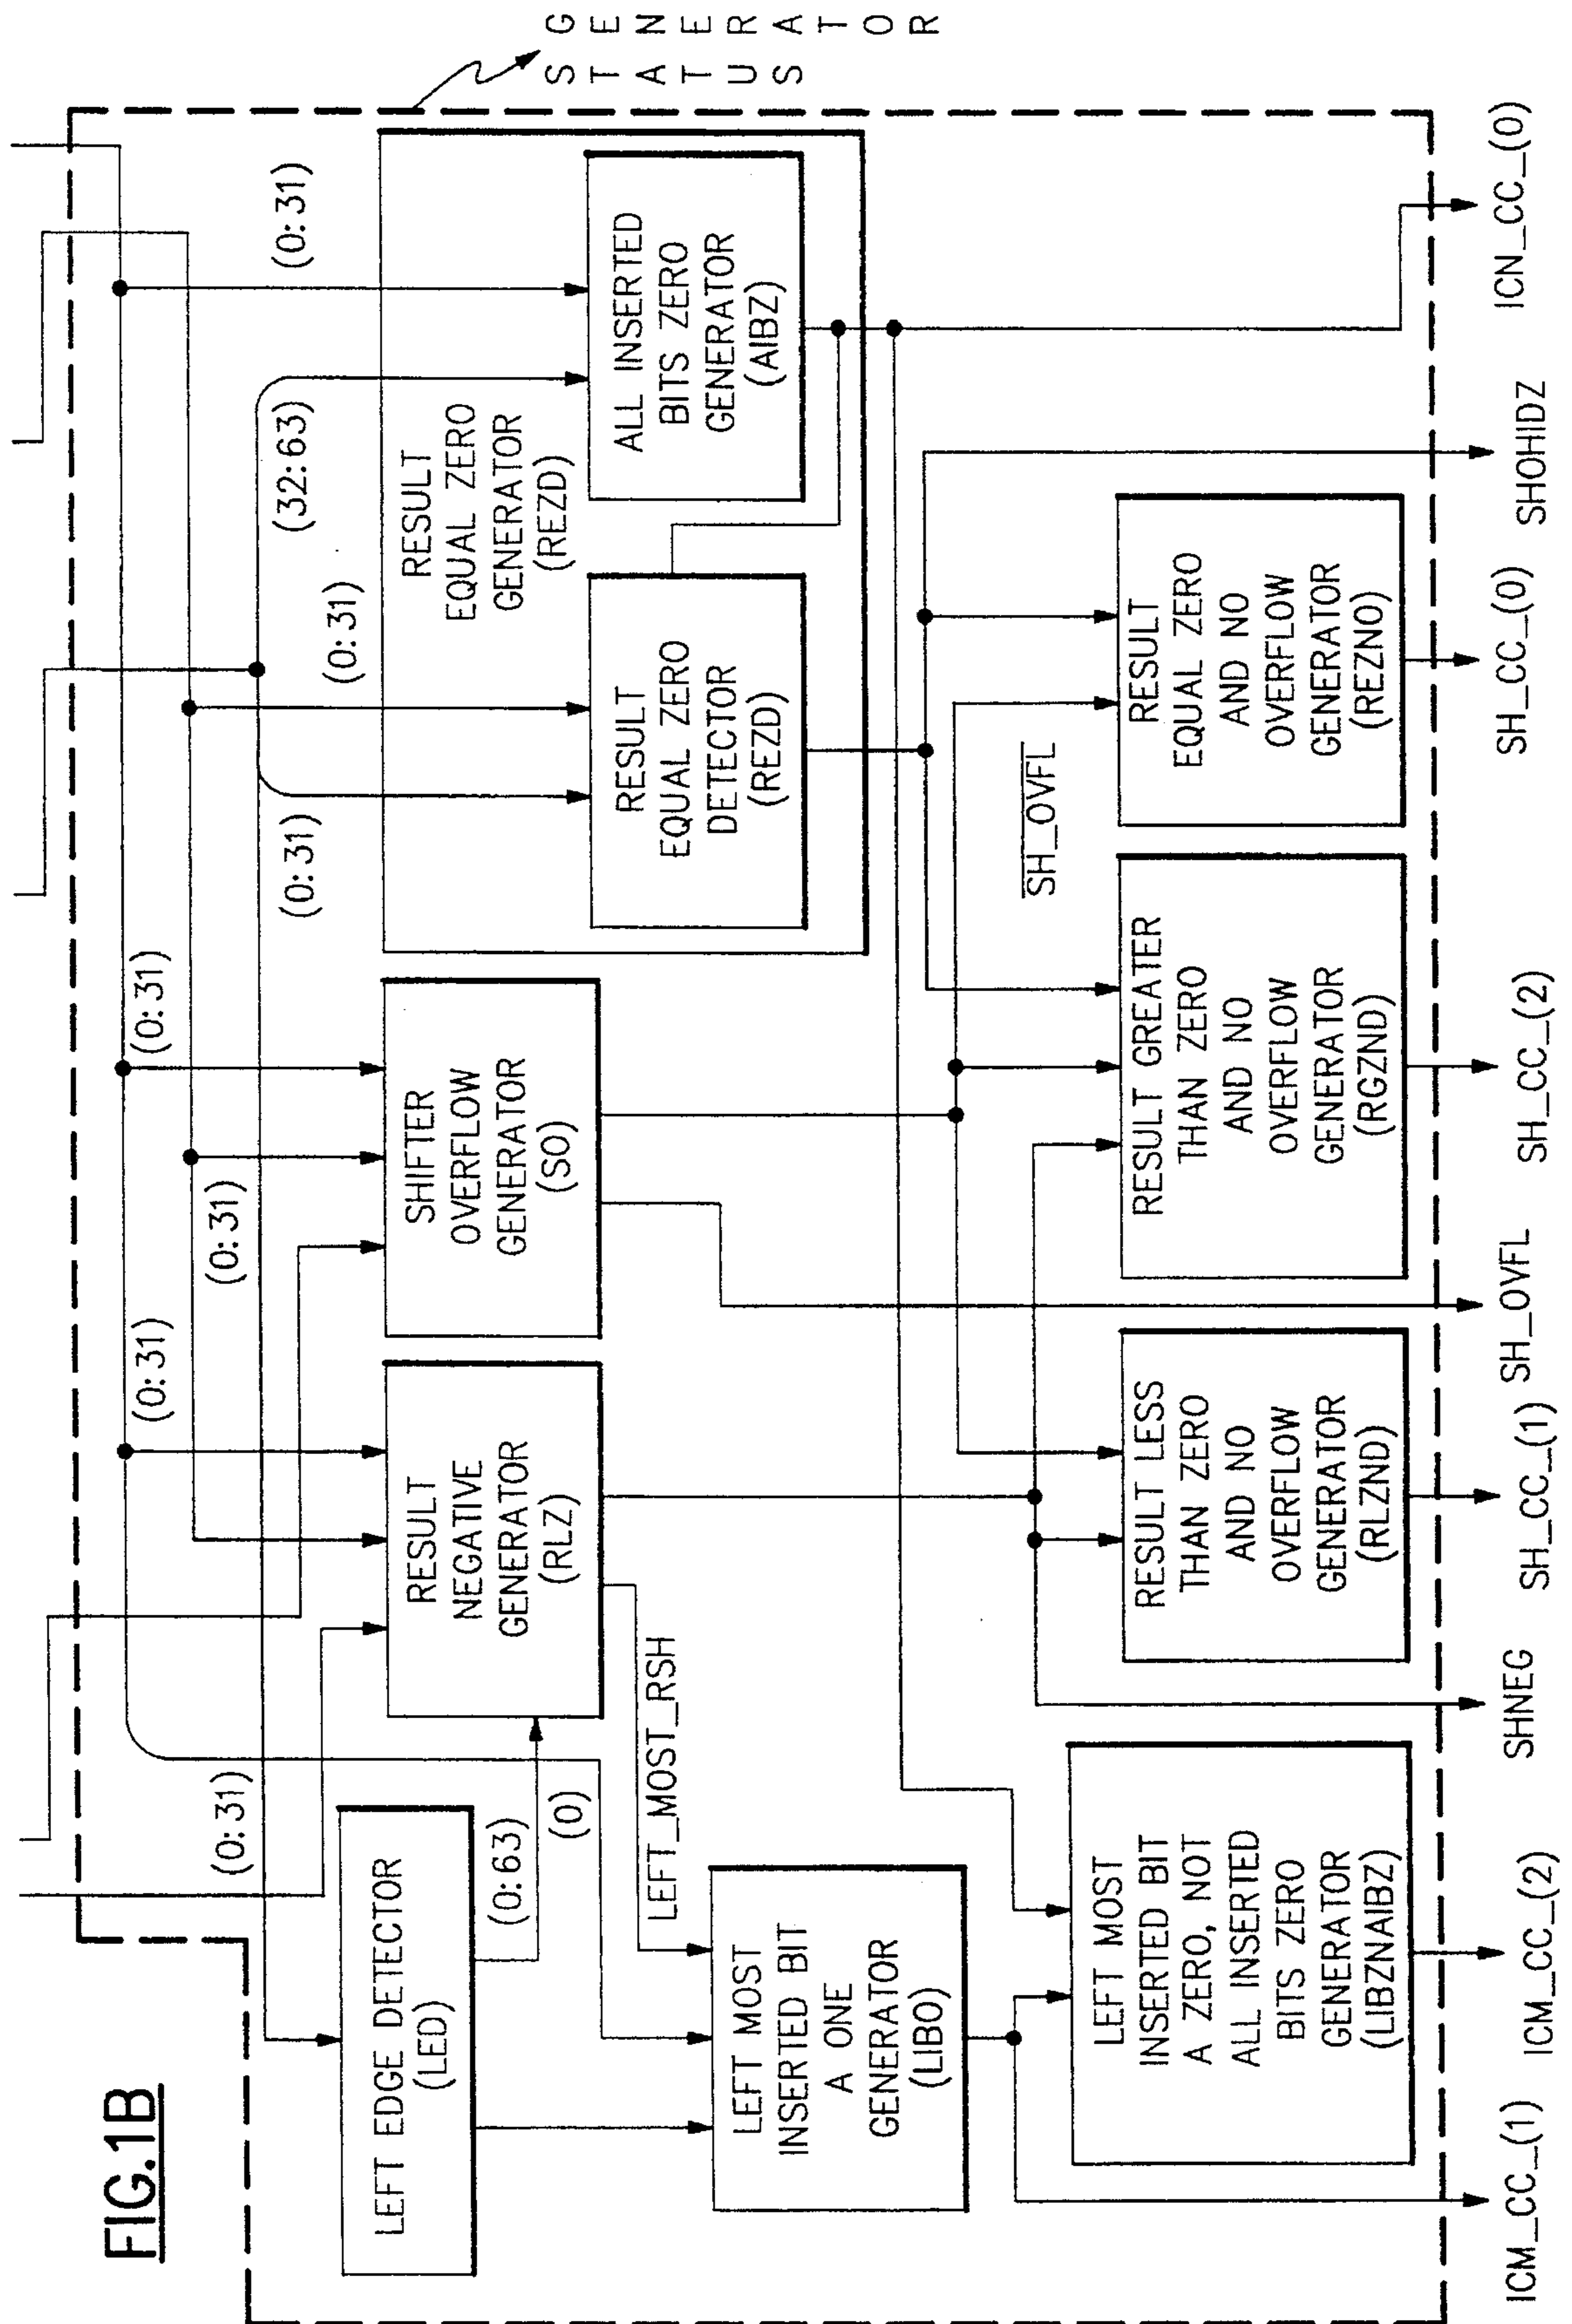 FIG.1B
LEFT EDGE DETECTOR
(LED)
(0:31)
(0:63)
(0)
LEFT_MOST_RSH
RESULT
NEGATIVE
GENERATOR
(RLZ)
(0:31)
(0:31)
SHIFTER
OVERFLOW
GENERATOR
(SO)
(0:31)
(0:31)
(0:31)
(32:63)
(0:31)
RESULT
EQUAL ZERO
GENERATOR
(REZD)
RESULT
EQUAL ZERO
DETECTOR
(REZD)
ALL INSERTED
BITS ZERO
GENERATOR
(AIBZ)
STATUS
GENERATOR
LEFT MOST
INSERTED BIT
A ONE
GENERATOR
(LIBO)
SH_OVFL
LEFT MOST
INSERTED BIT
A ZERO, NOT
ALL INSERTED
BITS ZERO
GENERATOR
(LIBZNAIBZ)
RESULT LESS
THAN ZERO
AND NO
OVERFLOW
GENERATOR
(RLZND)
RESULT GREATER
THAN ZERO
AND NO
OVERFLOW
GENERATOR
(RGZND)
RESULT
EQUAL ZERO
AND NO
OVERFLOW
GENERATOR
(REZNO)
ICM_CC_(1)
ICM_CC_(2)
SHNEG
SH_CC_(1)
SH_OVFL
SH_CC_(2)
SH_CC_(0)
SHOHIDZ
ICN_CC_(0)